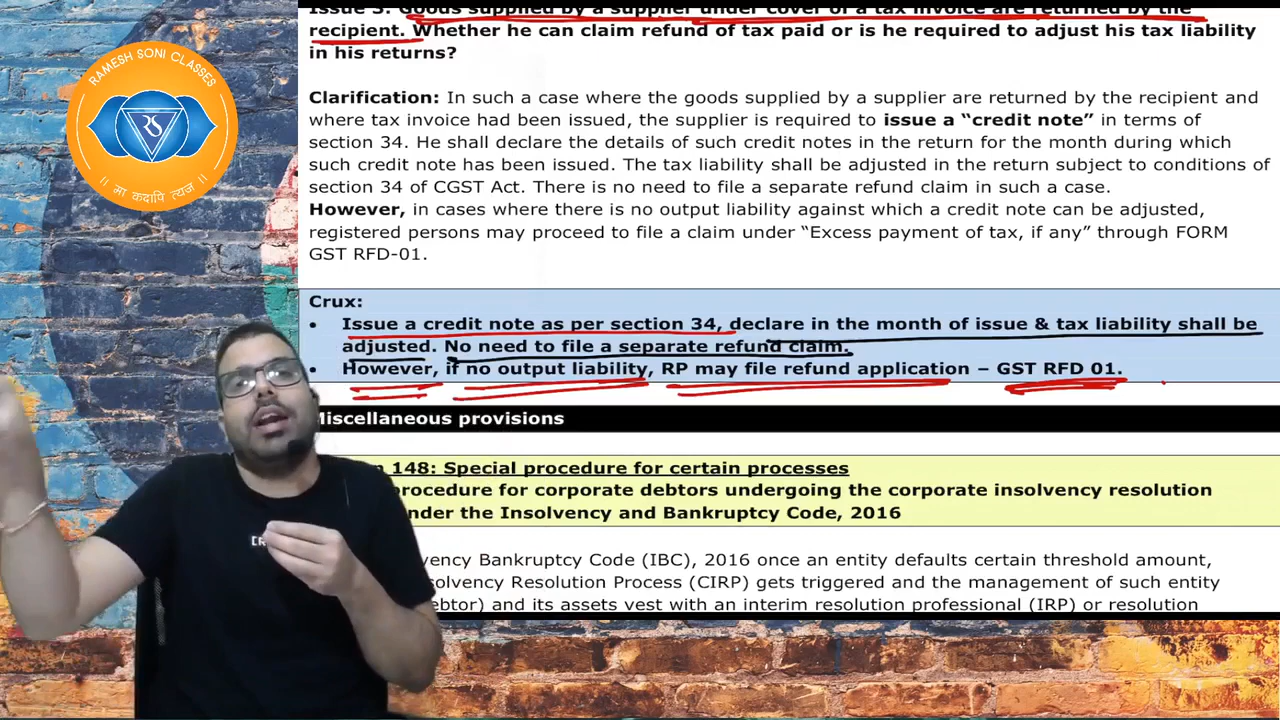 Issue 3: Goods supplied by a supplier under cover of a tax invoice are returned by the
recipient. Whether he can claim refund of tax paid or is he required to adjust his tax liability
in his returns?
Clarification: In such a case where the goods supplied by a supplier are returned by the recipient and
where tax invoice had been issued, the supplier is required to issue a “credit note” in terms of
section 34. He shall declare the details of such credit notes in the return for the month during which
such credit note has been issued. The tax liability shall be adjusted in the return subject to conditions of
section 34 of CGST Act. There is no need to file a separate refund claim in such a case.
However, in cases where there is no output liability against which a credit note can be adjusted,
registered persons may proceed to file a claim under “Excess payment of tax, if any” through FORM
GST RFD-01.
Crux:
• Issue a credit note as per section 34, declare in the month of issue & tax liability shall be
adjusted. No need to file a separate refund claim.
• However, if no output liability, RP may file refund application – GST RFD 01.
Miscellaneous provisions
148: Special procedure for certain processes
procedure for corporate debtors undergoing the corporate insolvency resolution
under the Insolvency and Bankruptcy Code, 2016
Bankruptcy Code (IBC), 2016 once an entity defaults certain threshold amount,
Resolution Process (CIRP) gets triggered and the management of such entity
and its assets vest with an interim resolution professional (IRP) or resolution
RAMESH SONI CLASSES
॥ मा कदापि त्यज ॥